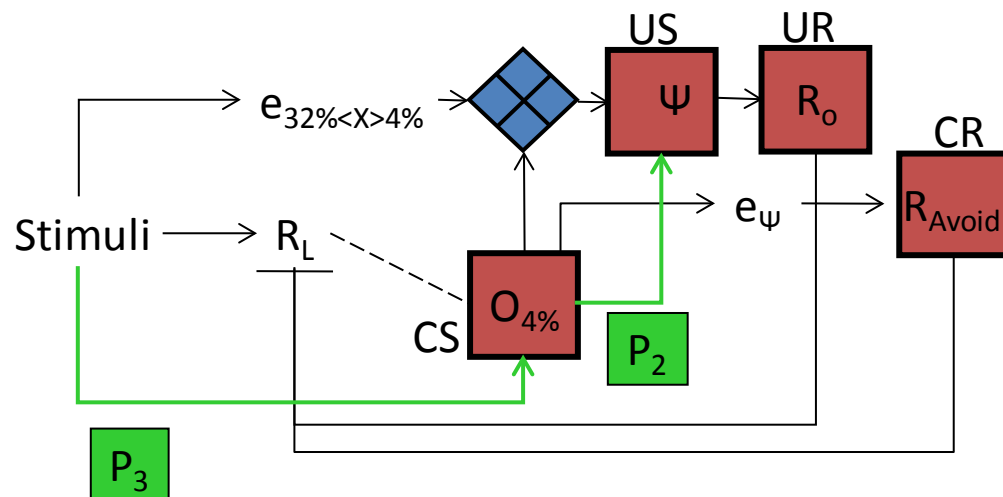 US
UR
e32%<X>4%
Ψ
Ro
CR
Stimuli
RL
eΨ
RAvoid
CS
O4%
P2
P3